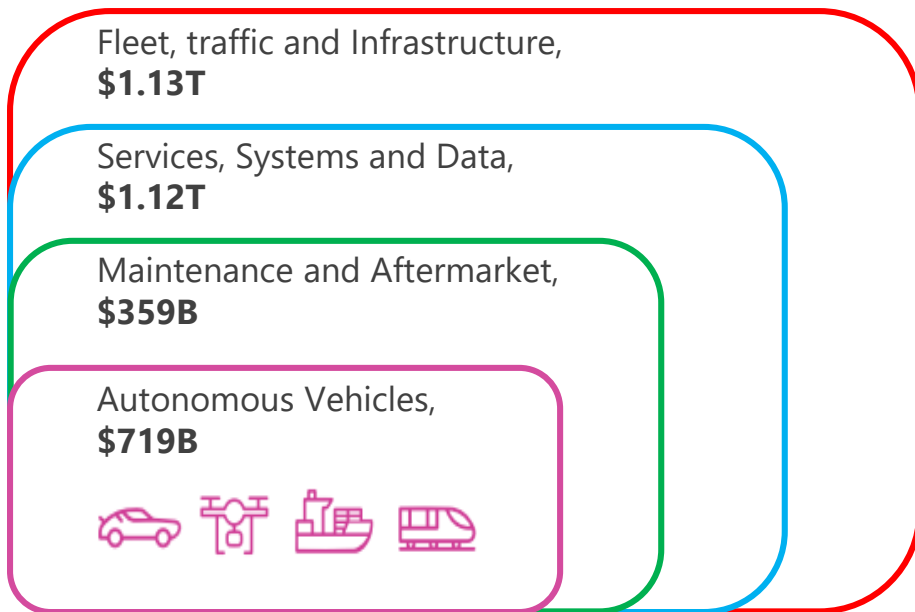 Fleet, traffic and Infrastructure,
$1.13T
Services, Systems and Data,
$1.12T
Maintenance and Aftermarket,
$359B
Autonomous Vehicles,
$719B